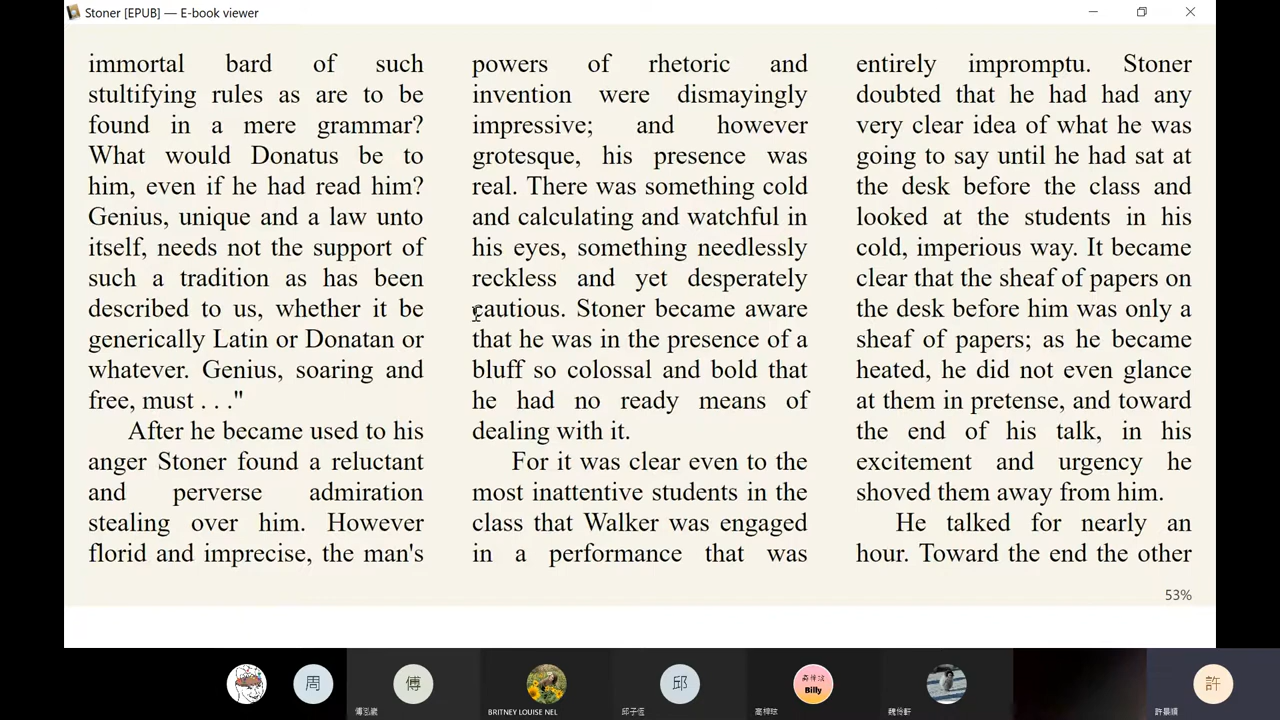 Stoner [EPUB] — E-book viewer
immortal bard of such
stultifying rules as are to be
found in a mere grammar?
What would Donatus be to
him, even if he had read him?
Genius, unique and a law unto
itself, needs not the support of
such a tradition as has been
described to us, whether it be
generically Latin or Donatan or
whatever. Genius, soaring and
free, must . . ."
After he became used to his
anger Stoner found a reluctant
and perverse admiration
stealing over him. However
florid and imprecise, the man's
powers of rhetoric and
invention were dismayingly
impressive; and however
grotesque, his presence was
real. There was something cold
and calculating and watchful in
his eyes, something needlessly
reckless and yet desperately
cautious. Stoner became aware
that he was in the presence of a
bluff so colossal and bold that
he had no ready means of
dealing with it.
For it was clear even to the
most inattentive students in the
class that Walker was engaged
in a performance that was
entirely impromptu. Stoner
doubted that he had had any
very clear idea of what he was
going to say until he had sat at
the desk before the class and
looked at the students in his
cold, imperious way. It became
clear that the sheaf of papers on
the desk before him was only a
sheaf of papers; as he became
heated, he did not even glance
at them in pretense, and toward
the end of his talk, in his
excitement and urgency he
shoved them away from him.
He talked for nearly an
hour. Toward the end the other
53%
周
傅
邱
Billy
許
BRITNEY LOUISE NEL